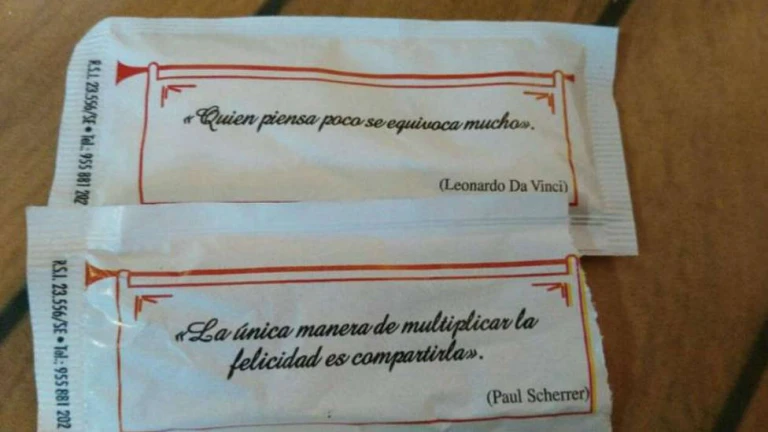 R.S.I. 23.556/SE • Tel.: 955 881 202
«Quien piensa poco se equivoca mucho».
(Leonardo Da Vinci)
R.S.I. 23.556/SE • Tel.: 955 881 202
«La única manera de multiplicar la
felicidad es compartirla».
(Paul Scherrer)